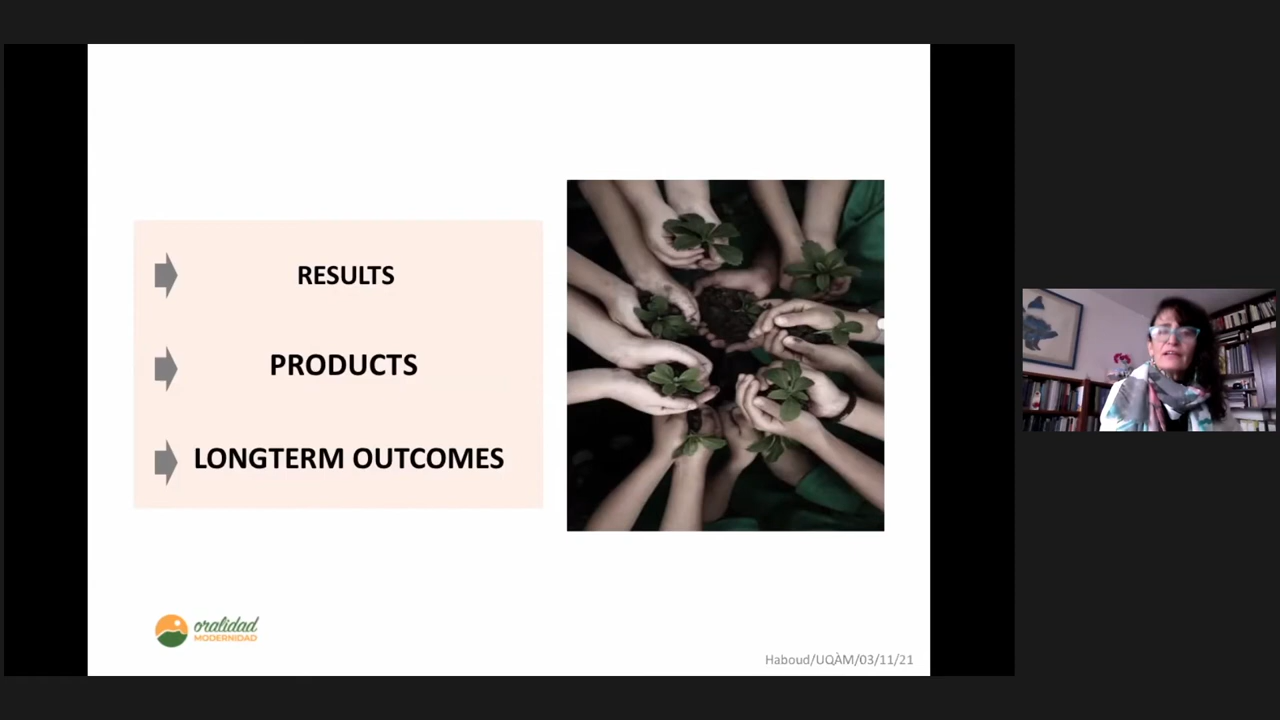 RESULTS
PRODUCTS
LONGTERM OUTCOMES
oralidad
MODERNIDAD
Haboud/UQÀM/03/11/21